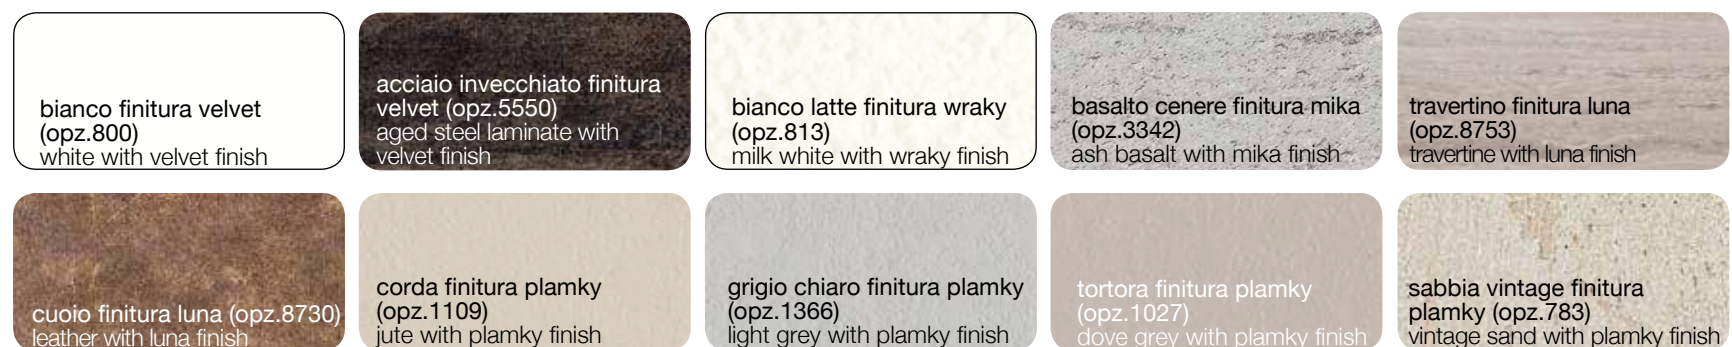 bianco finitura velvet
(opz.800)
white with velvet finish
acciaio invecchiato finitura
velvet (opz.5550)
aged steel laminate with
velvet finish
bianco latte finitura wraky
(opz.813)
milk white with wraky finish
basalto cenere finitura mika
(opz.3342)
ash basalt with mika finish
travertino finitura luna
(opz.8753)
travertine with luna finish
cuoio finitura luna (opz.8730)
leather with luna finish
corda finitura plamky
(opz.1109)
jute with plamky finish
grigio chiaro finitura plamky
(opz.1366)
light grey with plamky finish
tortora finitura plamky
(opz.1027)
dove grey with plamky finish
sabbia vintage finitura
plamky (opz.783)
vintage sand with plamky finish